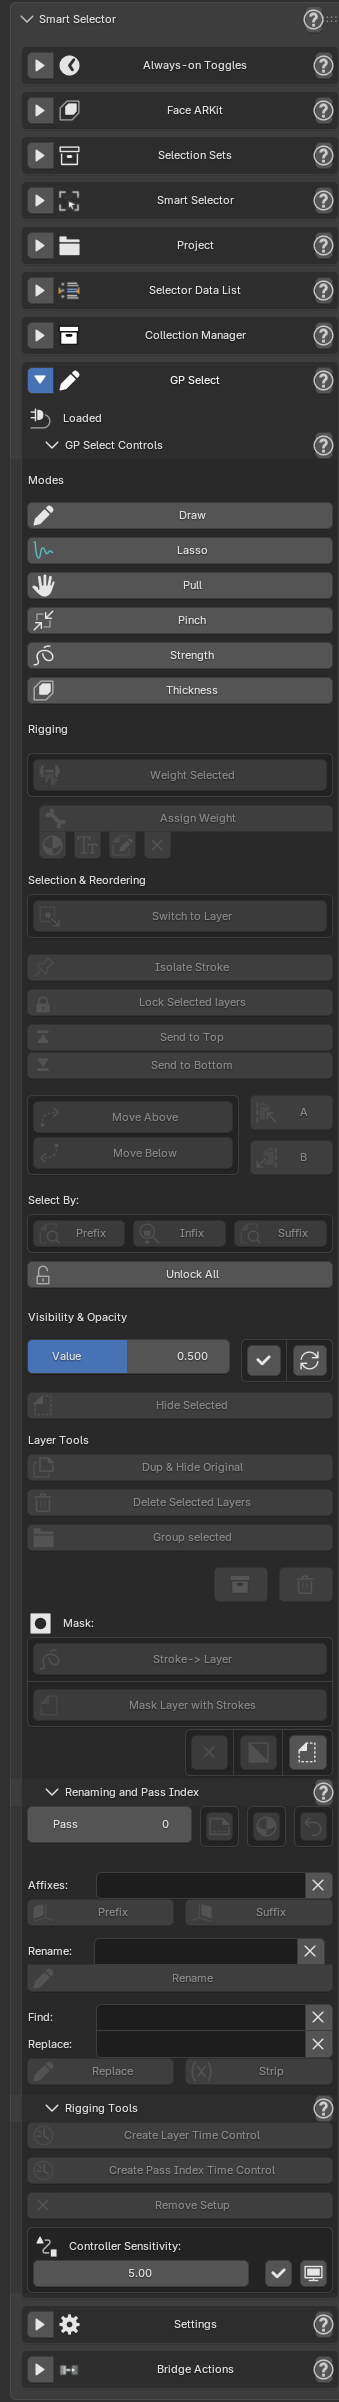 Smart Selector
Always-on Toggles
Face ARKit
Selection Sets
Smart Selector
Project
Selector Data List
Collection Manager
GP Select
Loaded
GP Select Controls
Modes
Draw
Lasso
Pull
Pinch
Strength
Thickness
Rigging
Weight Selected
Assign Weight
Selection & Reordering
Switch to Layer
Isolate Stroke
Lock Selected layers
Send to Top
Send to Bottom
Move Above A
Move Below B
Select By:
Prefix Infix Suffix
Unlock All
Visibility & Opacity
Value 0.500
Hide Selected
Layer Tools
Dup & Hide Original
Delete Selected Layers
Group selected
Mask:
Stroke-> Layer
Mask Layer with Strokes
Renaming and Pass Index
Pass 0
Affixes:
Prefix Suffix
Rename:
Rename
Find:
Replace:
Replace Strip
Rigging Tools
Create Layer Time Control
Create Pass Index Time Control
Remove Setup
Controller Sensitivity:
5.00
Settings
Bridge Actions